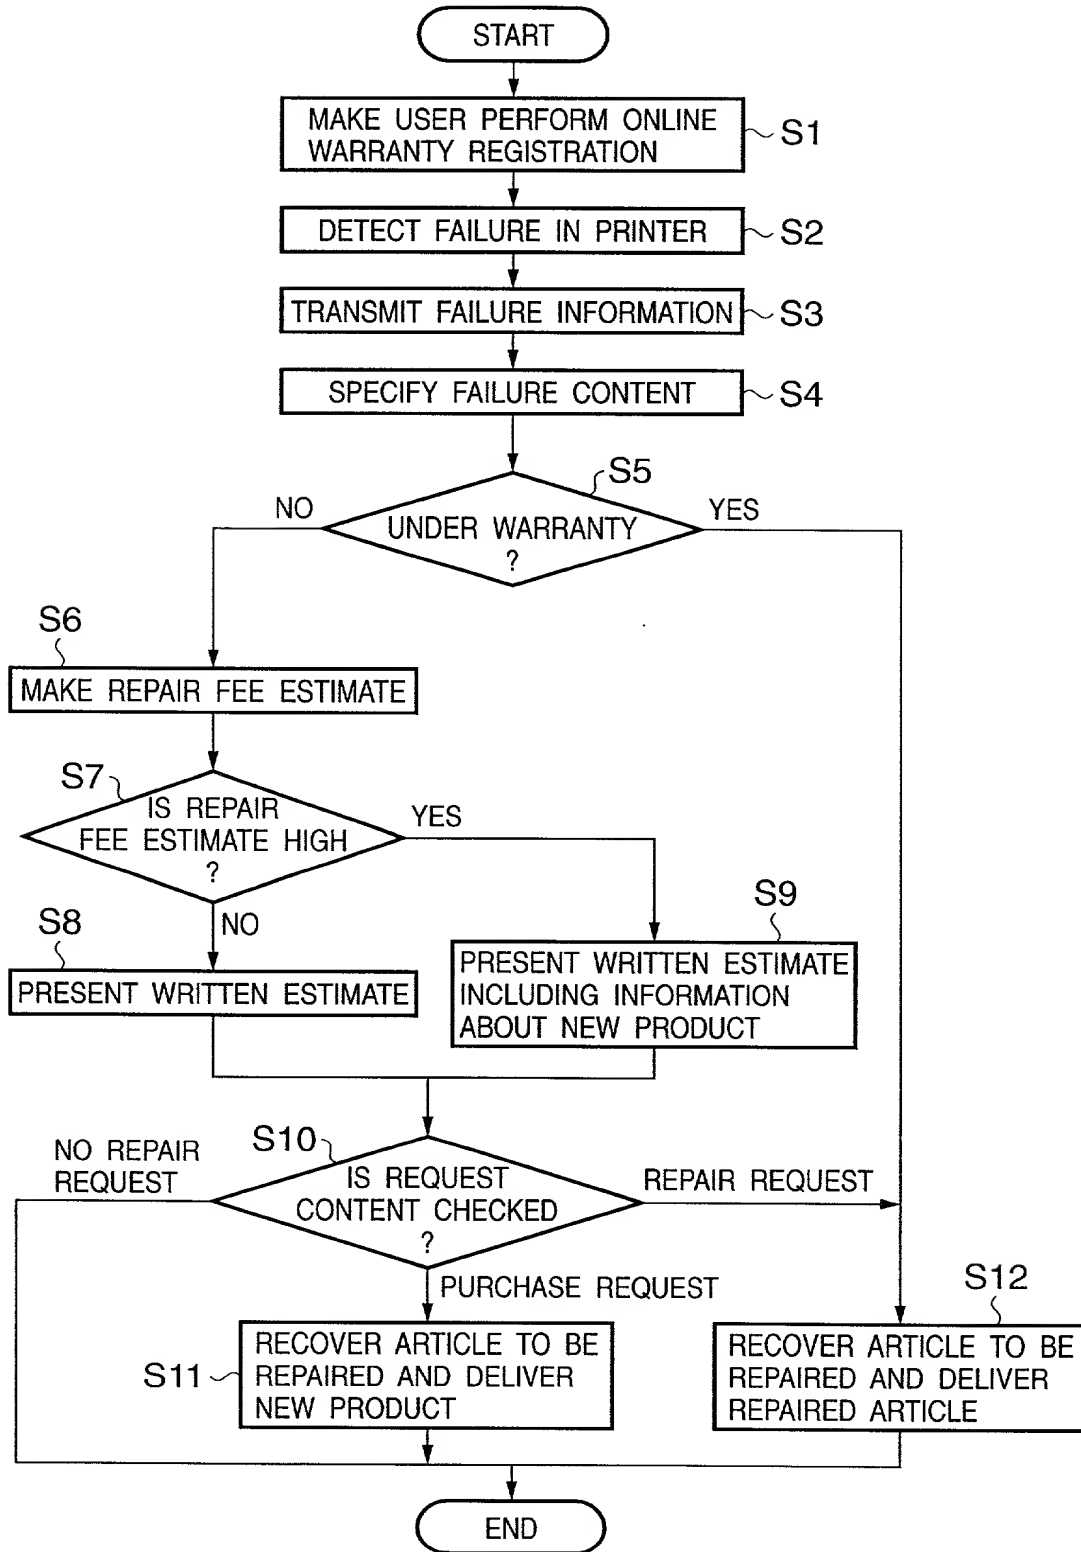 START
MAKE USER PERFORM ONLINE
WARRANTY REGISTRATION
S1
DETECT FAILURE IN PRINTER
S2
TRANSMIT FAILURE INFORMATION
S3
SPECIFY FAILURE CONTENT
S4
S5
NO
YES
UNDER WARRANTY
?
S6
MAKE REPAIR FEE ESTIMATE
S7
IS REPAIR
FEE ESTIMATE HIGH
?
YES
NO
S8
PRESENT WRITTEN ESTIMATE
S9
PRESENT WRITTEN ESTIMATE
INCLUDING INFORMATION
ABOUT NEW PRODUCT
S10
NO REPAIR
REQUEST
IS REQUEST
CONTENT CHECKED
?
REPAIR REQUEST
PURCHASE REQUEST
S11
RECOVER ARTICLE TO BE
REPAIRED AND DELIVER
NEW PRODUCT
S12
RECOVER ARTICLE TO BE
REPAIRED AND DELIVER
REPAIRED ARTICLE
END